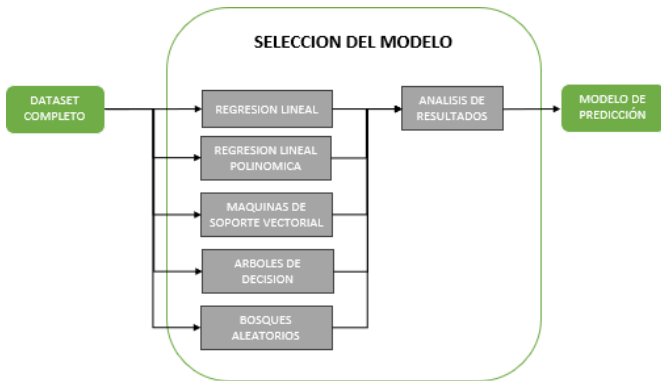 SELECCION DEL MODELO
DATASET
COMPLETO
REGRESION LINEAL
REGRESION LINEAL
POLINOMICA
MAQUINAS DE
SOPORTE VECTORIAL
ARBOLES DE
DECISION
BOSQUES
ALEATORIOS
ANALISIS DE
RESULTADOS
MODELO DE
PREDICCIÓN